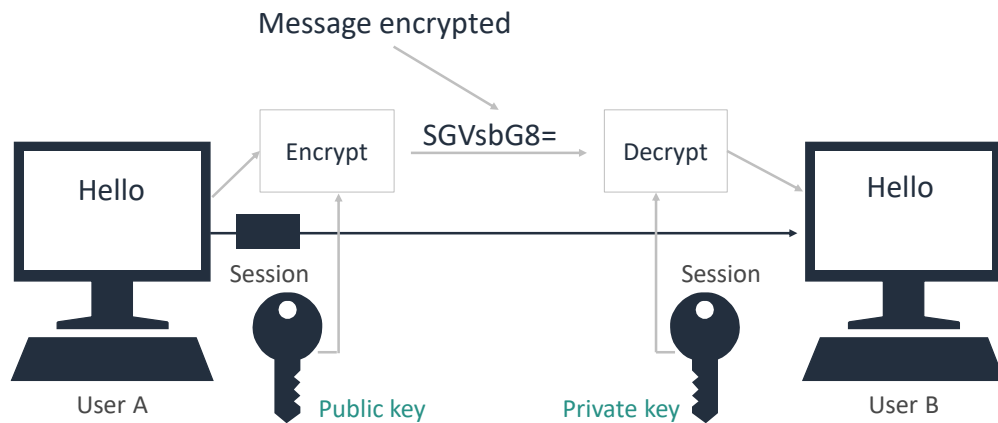 Message encrypted
Encrypt
SGVsbG8=
Decrypt
Hello
Hello
Session
Session
Public key
Private key
User A
User B